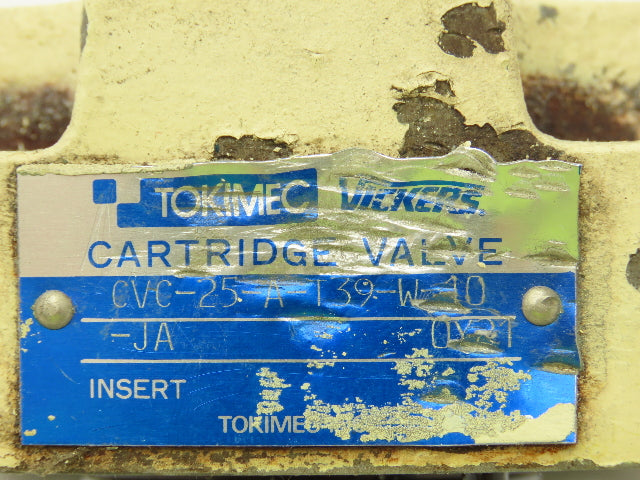 TOKIMEC VICKERS
CARTRIDGE VALVE
CVC-25-A-T39-W-10
-JA
INSERT
TOKIMEC